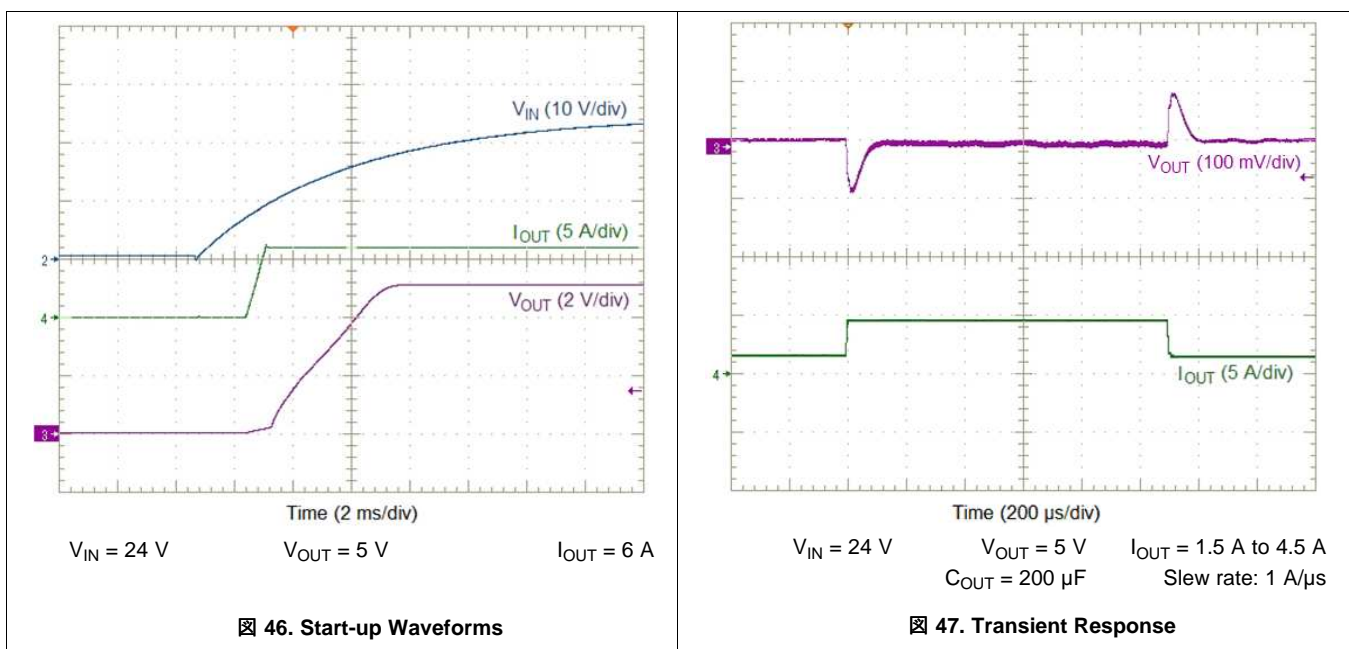 V_IN (10 V/div)
I_OUT (5 A/div)
V_OUT (2 V/div)
2
4
3
Time (2 ms/div)
V_IN = 24 V V_OUT = 5 V I_OUT = 6 A
図 46. Start-up Waveforms
3
V_OUT (100 mV/div)
I_OUT (5 A/div)
4
Time (200 µs/div)
V_IN = 24 V V_OUT = 5 V I_OUT = 1.5 A to 4.5 A
C_OUT = 200 µF Slew rate: 1 A/µs
図 47. Transient Response